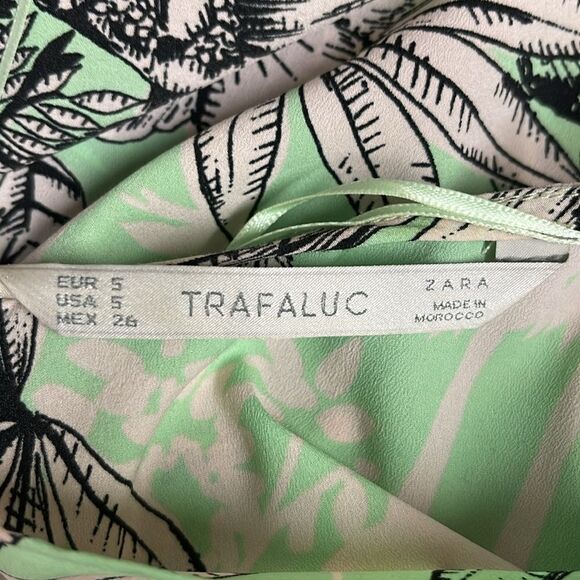 EUR S
USA S
MEX 26
TRAFALUC
ZARA
MADE IN
MOROCCO